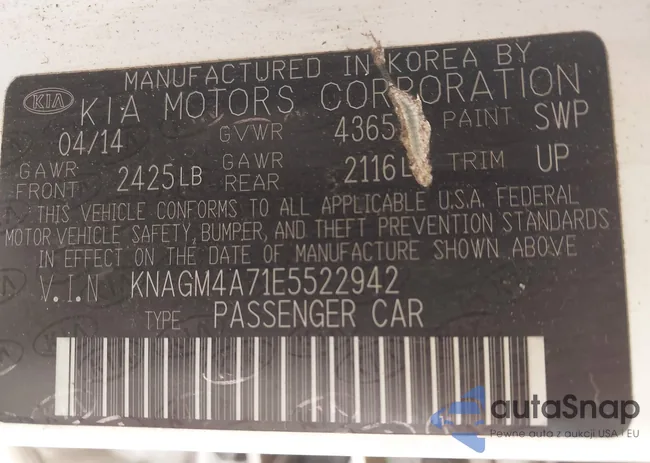 MANUFACTURED IN KOREA BY
KIA KIA MOTORS CORPORATION
04/14 GVWR 4365 PAINT SWP
GAWR FRONT 2425LB GAWR REAR 2116L TRIM UP
THIS VEHICLE CONFORMS TO ALL APPLICABLE U.S.A. FEDERAL
MOTOR VEHICLE SAFETY, BUMPER, AND THEFT PREVENTION STANDARDS
IN EFFECT ON THE DATE OF MANUFACTURE SHOWN ABOVE
V.I.N KNAGM4A71E5522942
TYPE PASSENGER CAR
autaSnap
Pewne auta z aukcji USA i EU